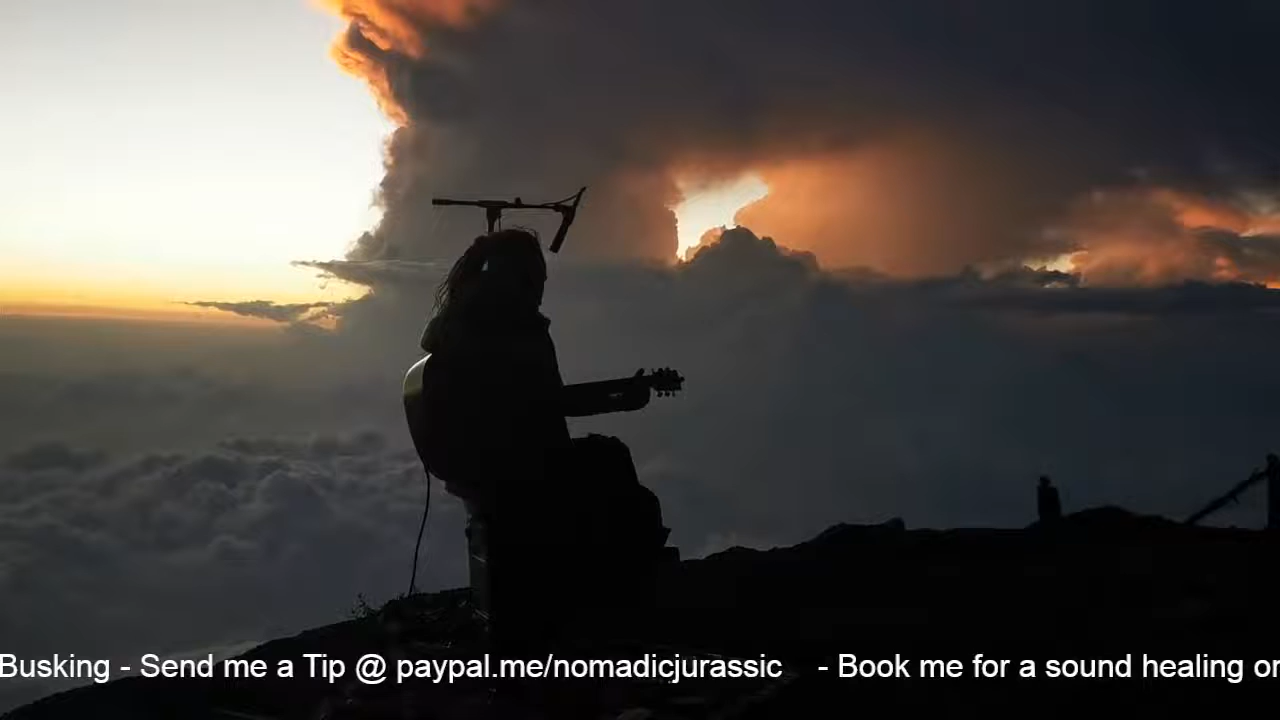 Busking - Send me a Tip @ paypal.me/nomadicjurassic - Book me for a sound healing or